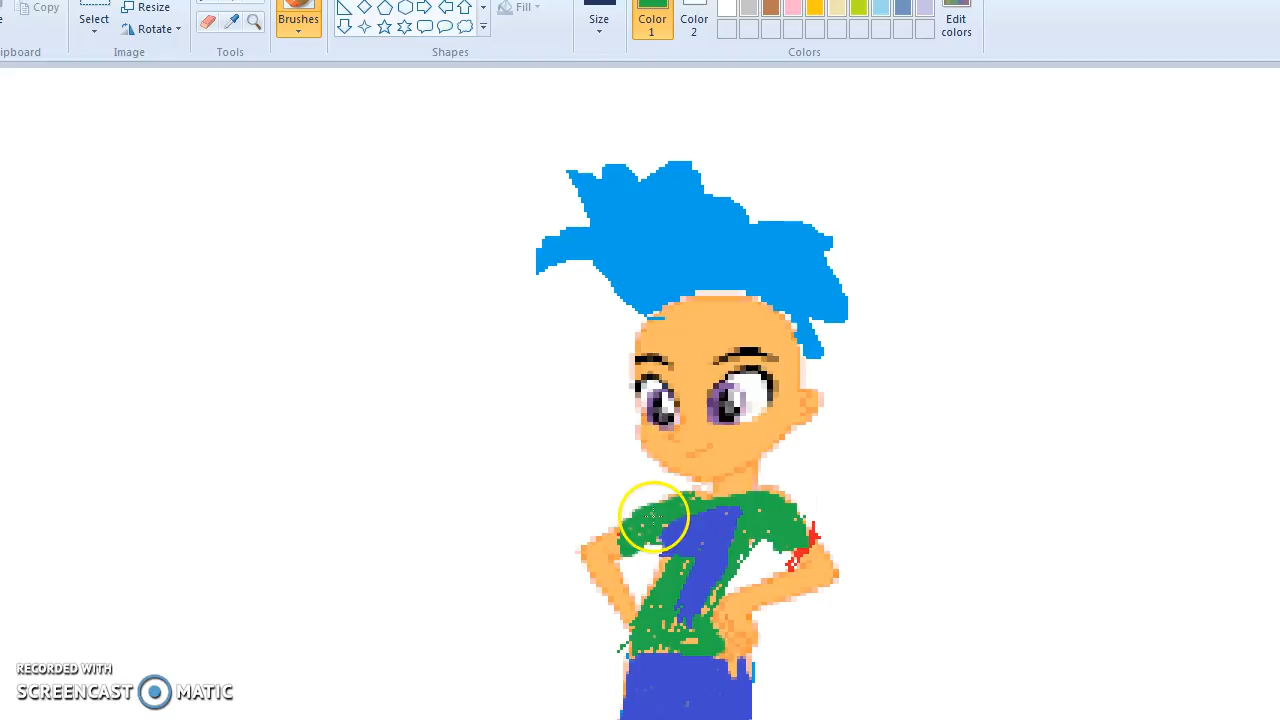 Copy
Resize
Rotate
Select
Brushes
Fill
Size
Color
1
Color
2
Edit
colors
Image
Tools
Shapes
Colors
ipboard
7
RECORDED WITH
SCREENCAST MATIC